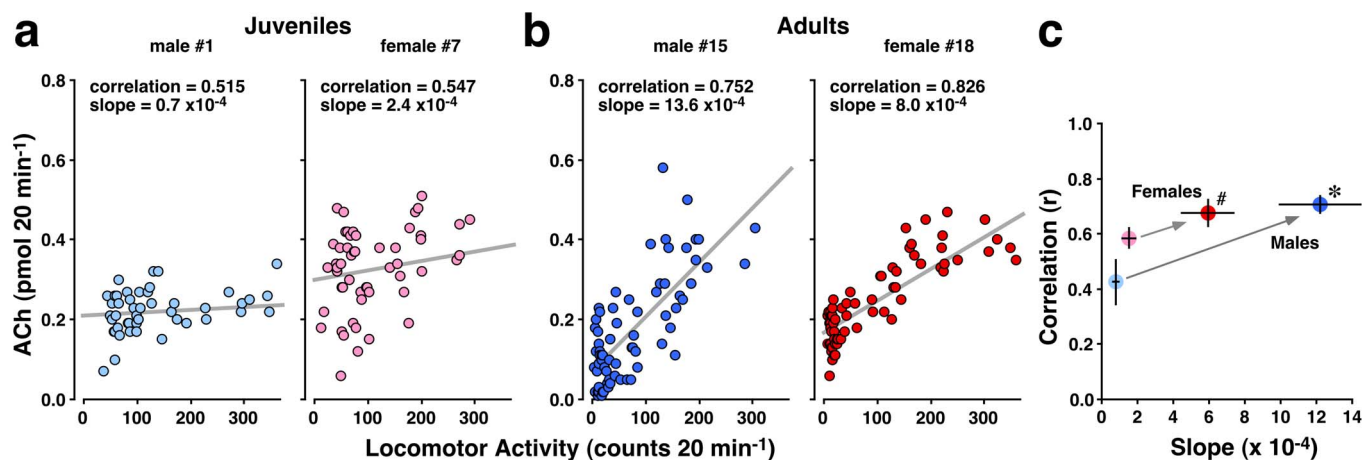 a
Juveniles
male #1
female #7
correlation = 0.515
slope = 0.7 x10-4
correlation = 0.547
slope = 2.4 x10-4
b
Adults
male #15
female #18
correlation = 0.752
slope = 13.6 x10-4
correlation = 0.826
slope = 8.0 x10-4
ACh (pmol 20 min-1)
0.8
0.6
0.4
0.2
0.0
0 100 200 300
0 100 200 300
0.8
0.6
0.4
0.2
0.0
0 100 200 300
0 100 200 300
Locomotor Activity (counts 20 min-1)
c
Correlation (r)
1.0
0.8
0.6
0.4
0.2
0
Females
#
*
Males
0 2 4 6 8 10 12 14
Slope (x 10-4)